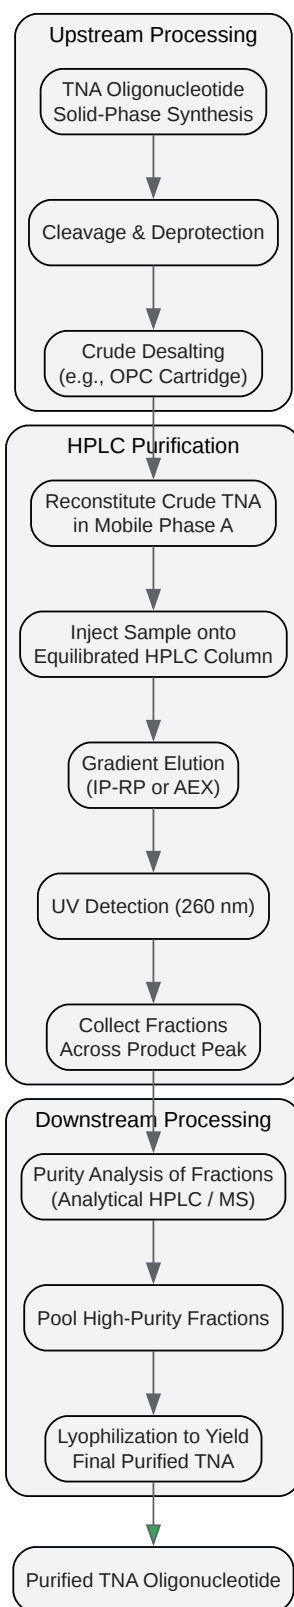 Upstream Processing
TNA Oligonucleotide
Solid-Phase Synthesis
Cleavage & Deprotection
Crude Desalting
(e.g., OPC Cartridge)
HPLC Purification
Reconstitute Crude TNA
in Mobile Phase A
Inject Sample onto
Equilibrated HPLC Column
Gradient Elution
(IP-RP or AEX)
UV Detection (260 nm)
Collect Fractions
Across Product Peak
Downstream Processing
Purity Analysis of Fractions
(Analytical HPLC / MS)
Pool High-Purity Fractions
Lyophilization to Yield
Final Purified TNA
Purified TNA Oligonucleotide